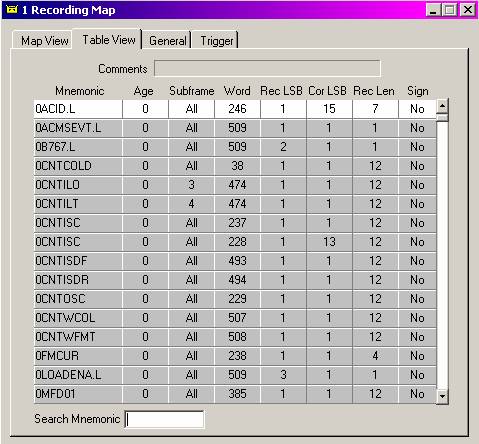 1 Recording Map
Map View Table View General Trigger
Comments
Mnemonic Age Subframe Word Rec LSB Cor LSB Rec Len Sign
0ACID.L 0 All 246 1 15 7 No
0ACMSEVT.L 0 All 509 1 1 1 No
0B767.L 0 All 509 2 1 1 No
0CNTCOLD 0 All 38 1 1 12 No
0CNTILO 0 3 474 1 1 12 No
0CNTILT 0 4 474 1 1 12 No
0CNTISC 0 All 237 1 1 12 No
0CNTISC 0 All 228 1 13 12 No
0CNTISDF 0 All 493 1 1 12 No
0CNTISDR 0 All 494 1 1 12 No
0CNTOSC 0 All 229 1 1 12 No
0CNTWCOL 0 All 507 1 1 12 No
0CNTWFMT 0 All 508 1 1 12 No
0FMCUR 0 All 238 1 1 4 No
0LOADENA.L 0 All 509 3 1 1 No
0MFD01 0 All 385 1 1 12 No
Search Mnemonic